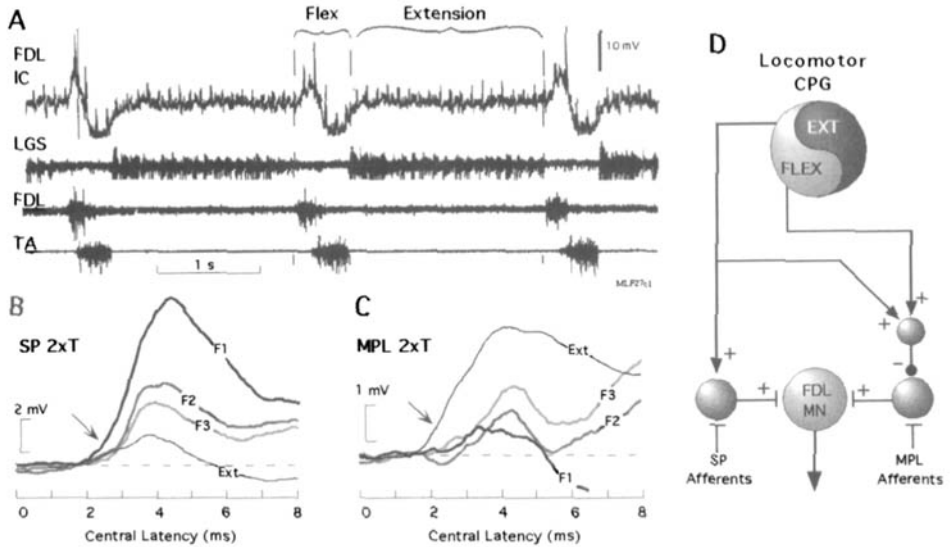 A
Flex
Extension
FDL
IC
10 mV
LGS
FDL
TA
1 s
MLF27c1
B
SP 2xT
F1
F2
F3
Ext
2 mV
0 2 4 6 8
Central Latency (ms)
C
MPL 2xT
Ext
F3
F2
F1
1 mV
0 2 4 6 8
Central Latency (ms)
D
Locomotor
CPG
EXT
FLEX
+
+
+
+
-
+
+
FDL
MN
SP
Afferents
MPL
Afferents